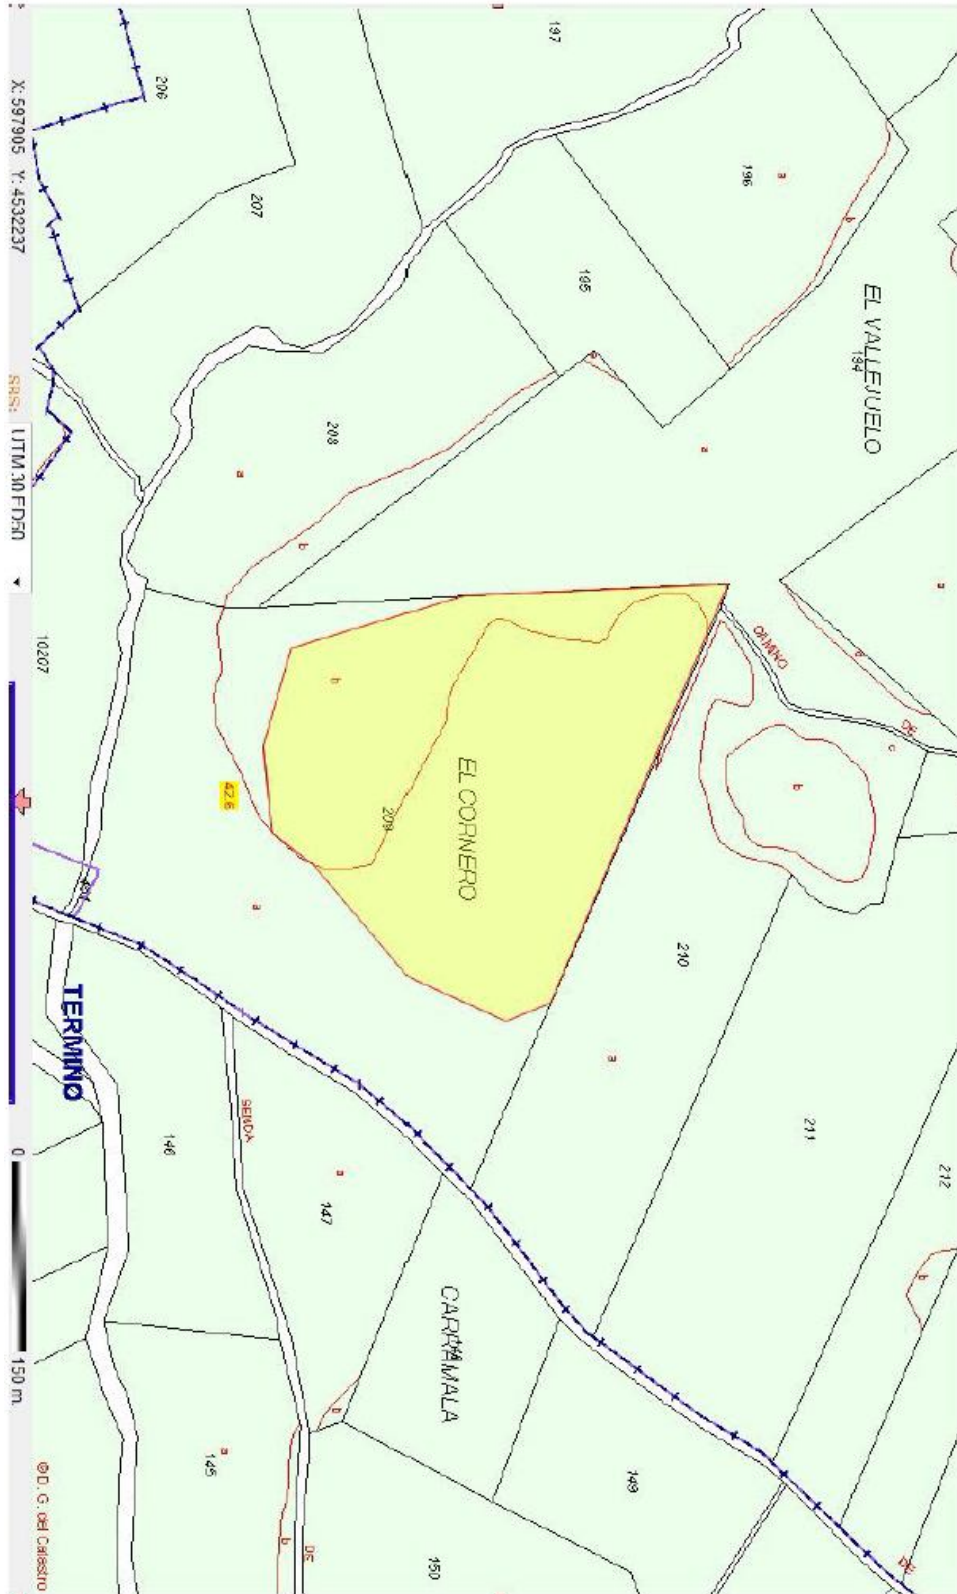 a
212
DE
DE
c
b
EL VALLEJUELO
194
a
b
211
b
a
196
CAMINO
a
210
149
a
195
a
197
EL CORNERO
CARRAMALA
150
209
208
b
147
a
b
b
DE
b
207
a
a
SENDA
42.6
a
145
206
146
TERMINO
10207
© D. G. del Catastro
X: 597905 Y: 4532237
SRS:
UTM 30 ED50
0
150 m.